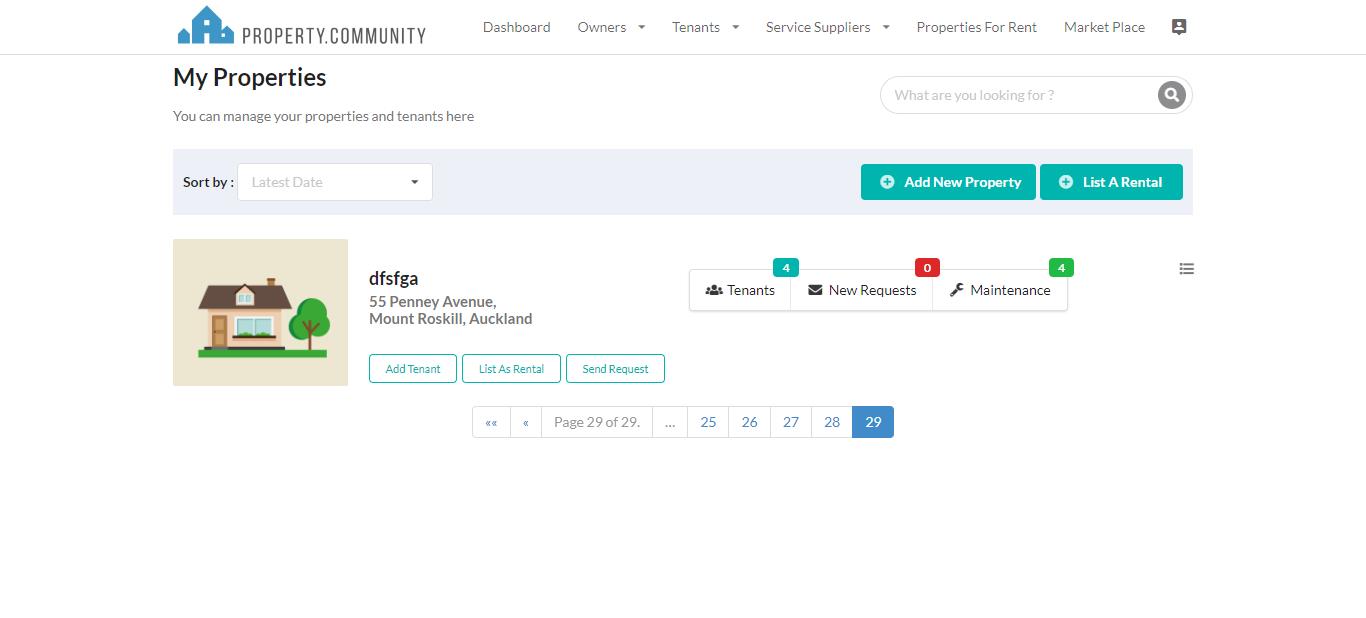 PROPERTY.COMMUNITY
Dashboard
Owners
Tenants
Service Suppliers
Properties For Rent
Market Place
My Properties
You can manage your properties and tenants here
What are you looking for ?
Sort by :
Latest Date
Add New Property
List A Rental
dfsfga
55 Penney Avenue,
Mount Roskill, Auckland
4
Tenants
0
New Requests
4
Maintenance
Add Tenant
List As Rental
Send Request
«« « Page 29 of 29. ... 25 26 27 28 29